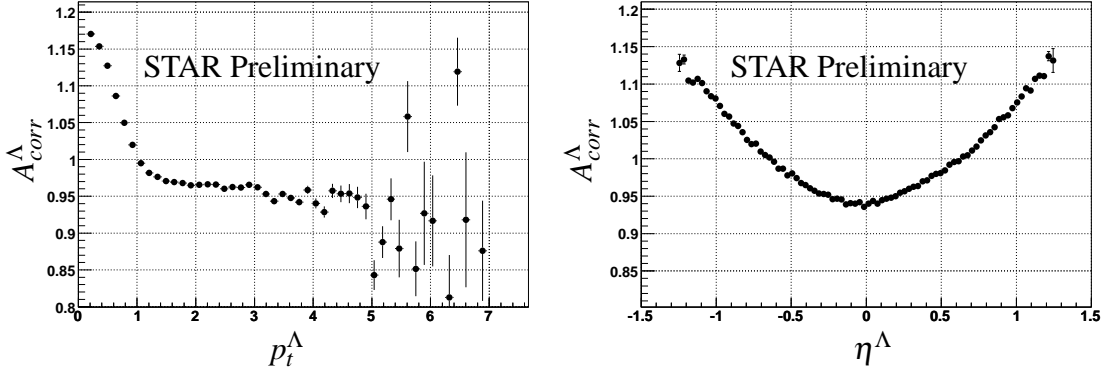 1.2
1.15
1.1
1.05
1
0.95
0.9
0.85
0.8
STAR Preliminary
A^Λ_corr
0 1 2 3 4 5 6 7
p_t^Λ
1.2
1.15
1.1
1.05
1
0.95
0.9
0.85
STAR Preliminary
A^Λ_corr
-1.5 -1 -0.5 0 0.5 1 1.5
η^Λ